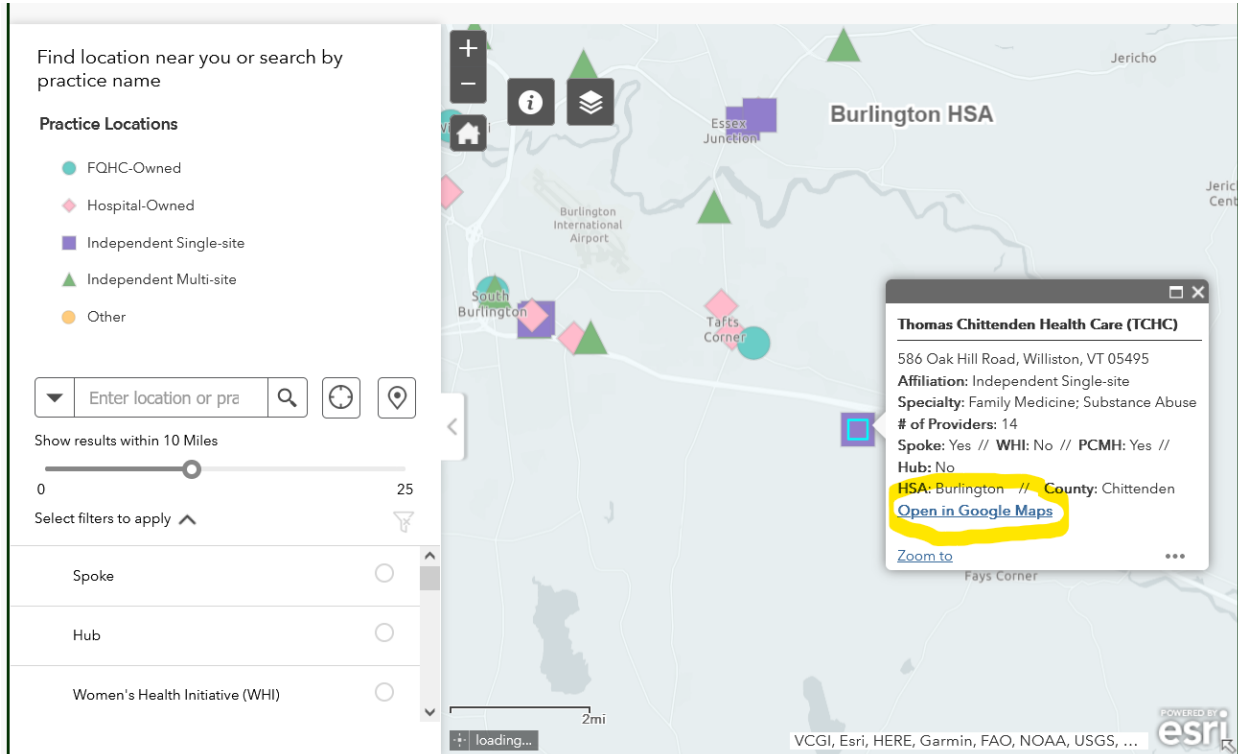 Find location near you or search by
practice name
Practice Locations
FQHC-Owned
Hospital-Owned
Independent Single-site
Independent Multi-site
Other
Enter location or pra
Show results within 10 Miles
0
25
Select filters to apply
Spoke
Hub
Women's Health Initiative (WHI)
Jericho
Burlington HSA
Essex
Junction
Burlington
International
Airport
South
Burlington
Tafts
Corner
Thomas Chittenden Health Care (TCHC)
586 Oak Hill Road, Williston, VT 05495
Affiliation: Independent Single-site
Specialty: Family Medicine; Substance Abuse
# of Providers: 14
Spoke: Yes // WHI: No // PCMH: Yes //
Hub: No
HSA: Burlington // County: Chittenden
Open in Google Maps
Zoom to
Fays Corner
2mi
loading...
VCGI, Esri, HERE, Garmin, FAO, NOAA, USGS, ...
POWERED BY
esri